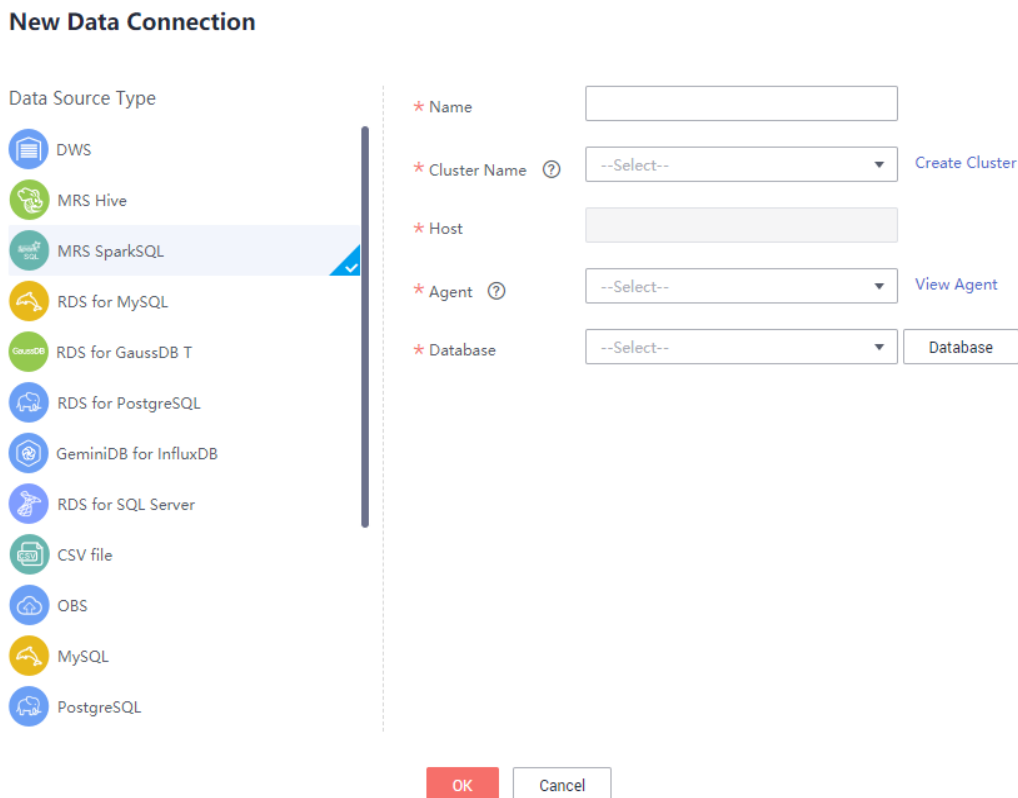 New Data Connection
Data Source Type
DWS
MRS Hive
MRS SparkSQL
RDS for MySQL
GaussDB
RDS for GaussDB T
RDS for PostgreSQL
GeminiDB for InfluxDB
RDS for SQL Server
CSV
CSV file
OBS
MySQL
PostgreSQL
* Name
* Cluster Name ?
--Select--
Create Cluster
* Host
* Agent ?
--Select--
View Agent
* Database
--Select--
Database
OK
Cancel